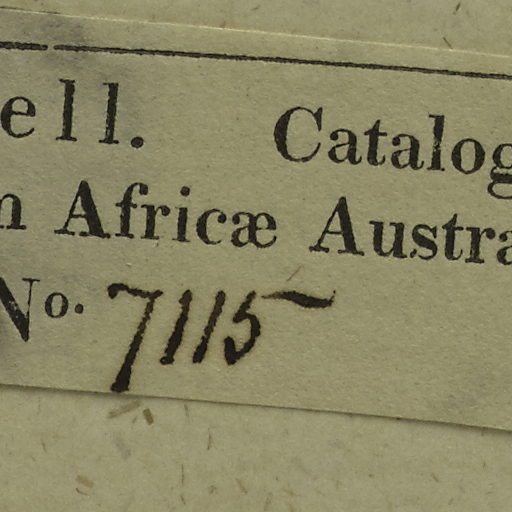 ell. Catalog
n Africæ Austra
No. 7115